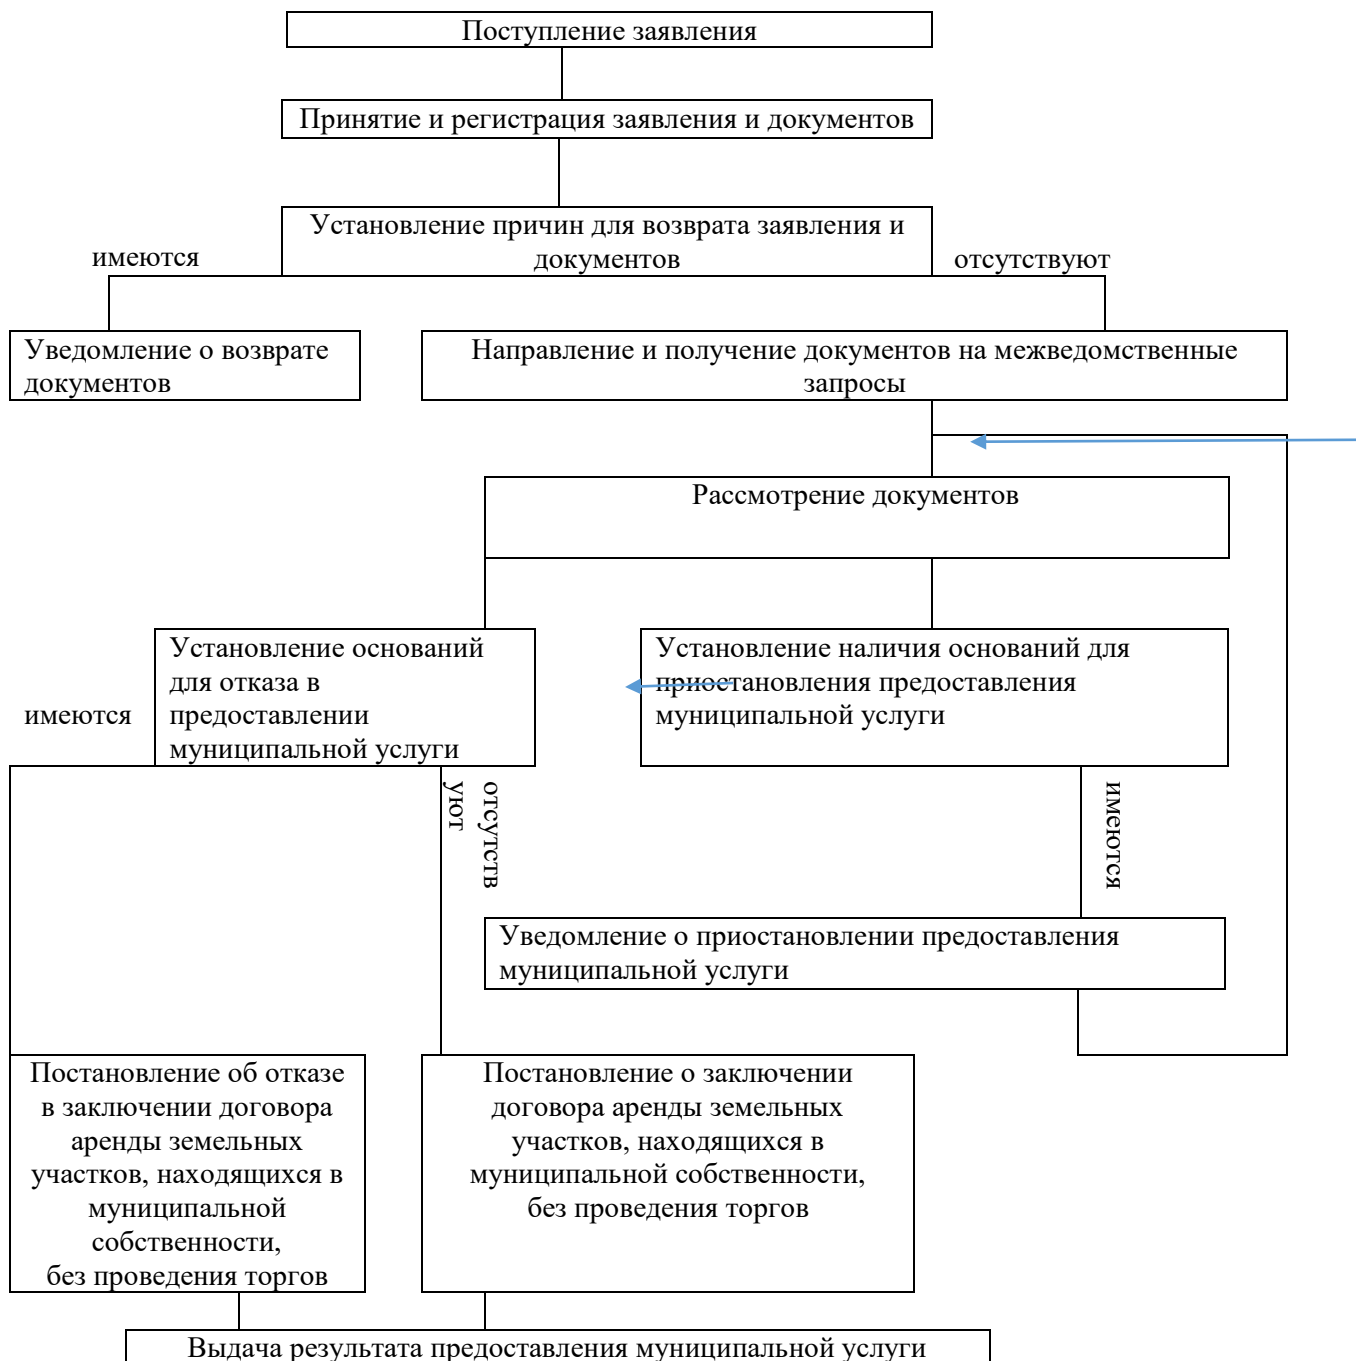 Поступление заявления
Принятие и регистрация заявления и документов
Установление причин для возврата заявления и
документов
имеются
отсутствуют
Уведомление о возврате
документов
Направление и получение документов на межведомственные
запросы
Рассмотрение документов
Установление оснований
для отказа в
предоставлении
муниципальной услуги
Установление наличия оснований для
приостановления предоставления
муниципальной услуги
имеются
отсутств
уют
имеются
Уведомление о приостановлении предоставления
муниципальной услуги
Постановление об отказе
в заключении договора
аренды земельных
участков, находящихся в
муниципальной
собственности,
без проведения торгов
Постановление о заключении
договора аренды земельных
участков, находящихся в
муниципальной собственности,
без проведения торгов
Выдача результата предоставления муниципальной услуги